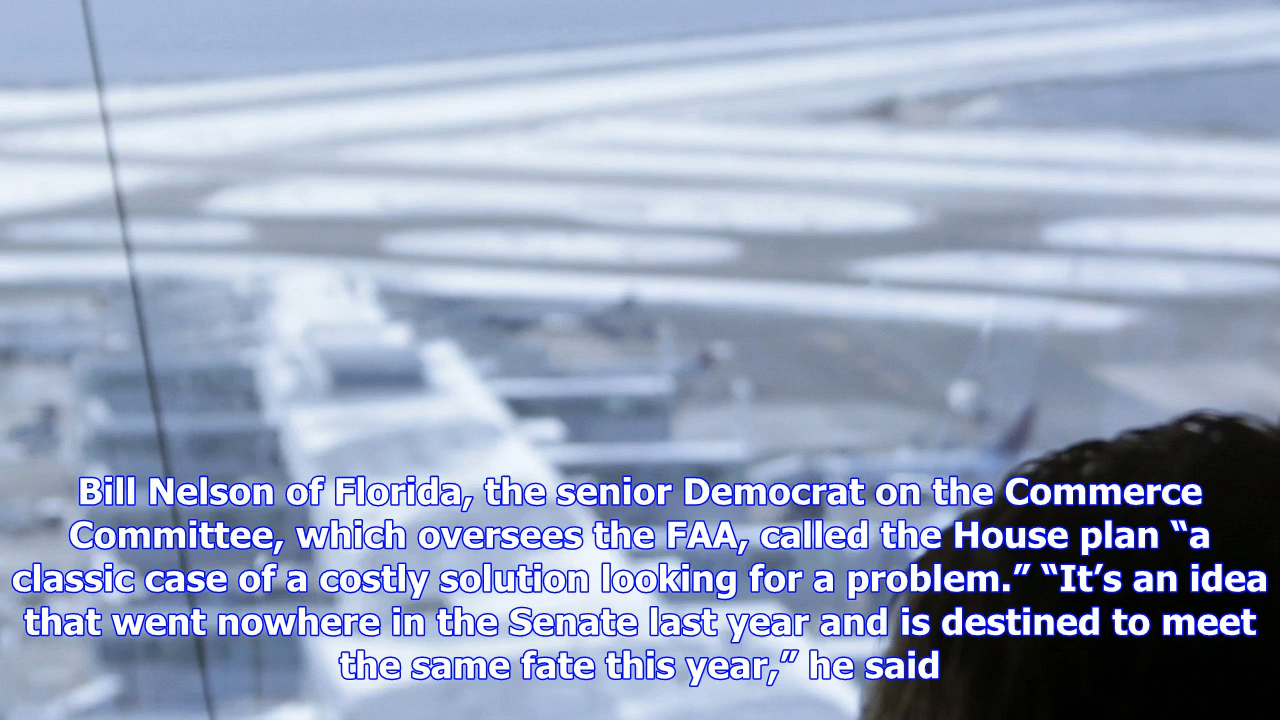 Bill Nelson of Florida, the senior Democrat on the Commerce
Committee, which oversees the FAA, called the House plan “a
classic case of a costly solution looking for a problem.” “It’s an idea
that went nowhere in the Senate last year and is destined to meet
the same fate this year,” he said